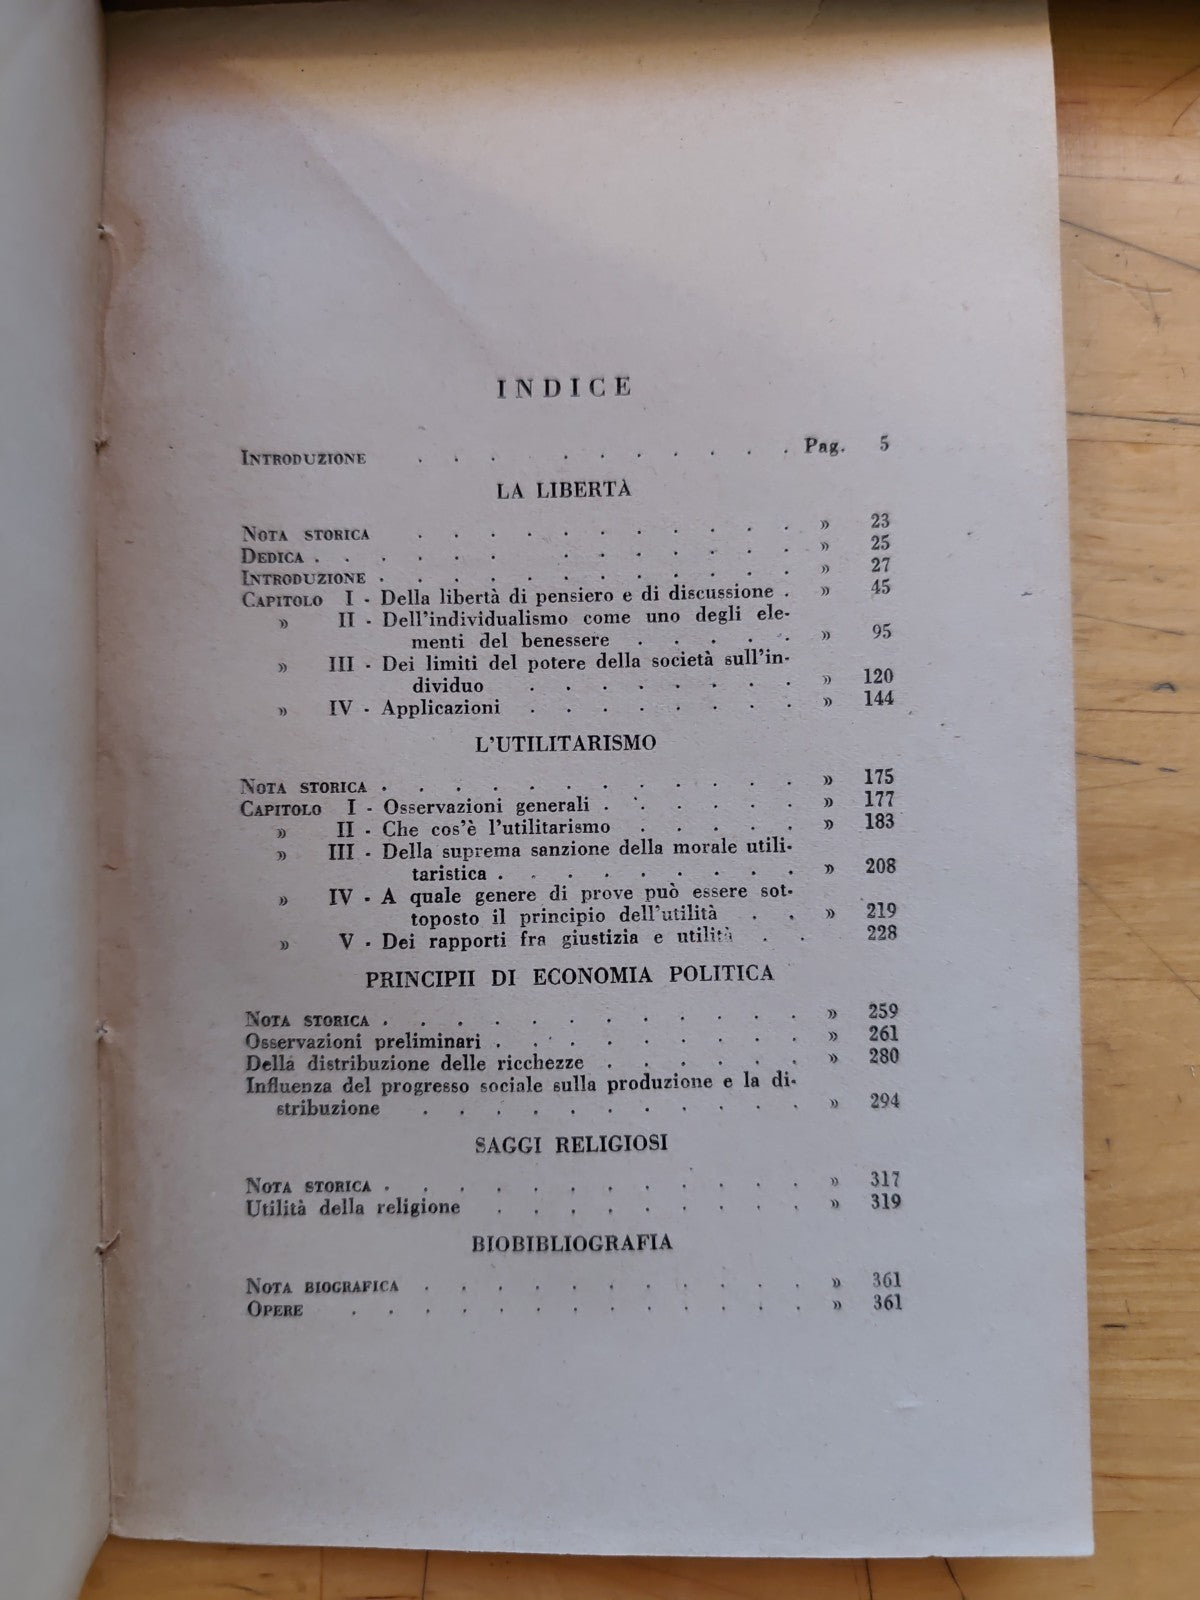 INDICE
INTRODUZIONE . . . . . . . . . . Pag. 5
LA LIBERTÀ
NOTA STORICA . . . . . . . . . . . » 23
DEDICA . . . . . . . . . . . . » 25
INTRODUZIONE . . . . . . . . . . . . » 27
CAPITOLO I - Della libertà di pensiero e di discussione . » 45
» II - Dell'individualismo come uno degli ele-
menti del benessere . . . . . » 95
» III - Dei limiti del potere della società sull'in-
dividuo . . . . . . . . » 120
» IV - Applicazioni . . . . . . . . » 144
L'UTILITARISMO
NOTA STORICA . . . . . . . . . . . . » 175
CAPITOLO I - Osservazioni generali . . . . . . » 177
» II - Che cos'è l'utilitarismo . . . . . » 183
» III - Della suprema sanzione della morale utili-
taristica . . . . . . . . . » 208
» IV - A quale genere di prove può essere sot-
toposto il principio dell'utilità . . » 219
» V - Dei rapporti fra giustizia e utilità . . 228
PRINCIPII DI ECONOMIA POLITICA
NOTA STORICA . . . . . . . . . . . . » 259
Osservazioni preliminari . . . . . . . . . » 261
Della distribuzione delle ricchezze . . . . . . » 280
Influenza del progresso sociale sulla produzione e la di-
stribuzione . . . . . . . . . . . » 294
SAGGI RELIGIOSI
NOTA STORICA . . . . . . . . . . . . » 317
Utilità della religione . . . . . . . . . » 319
BIOBIBLIOGRAFIA
NOTA BIOGRAFICA . . . . . . . . . . . » 361
OPERE . . . . . . . . . . . . . » 361